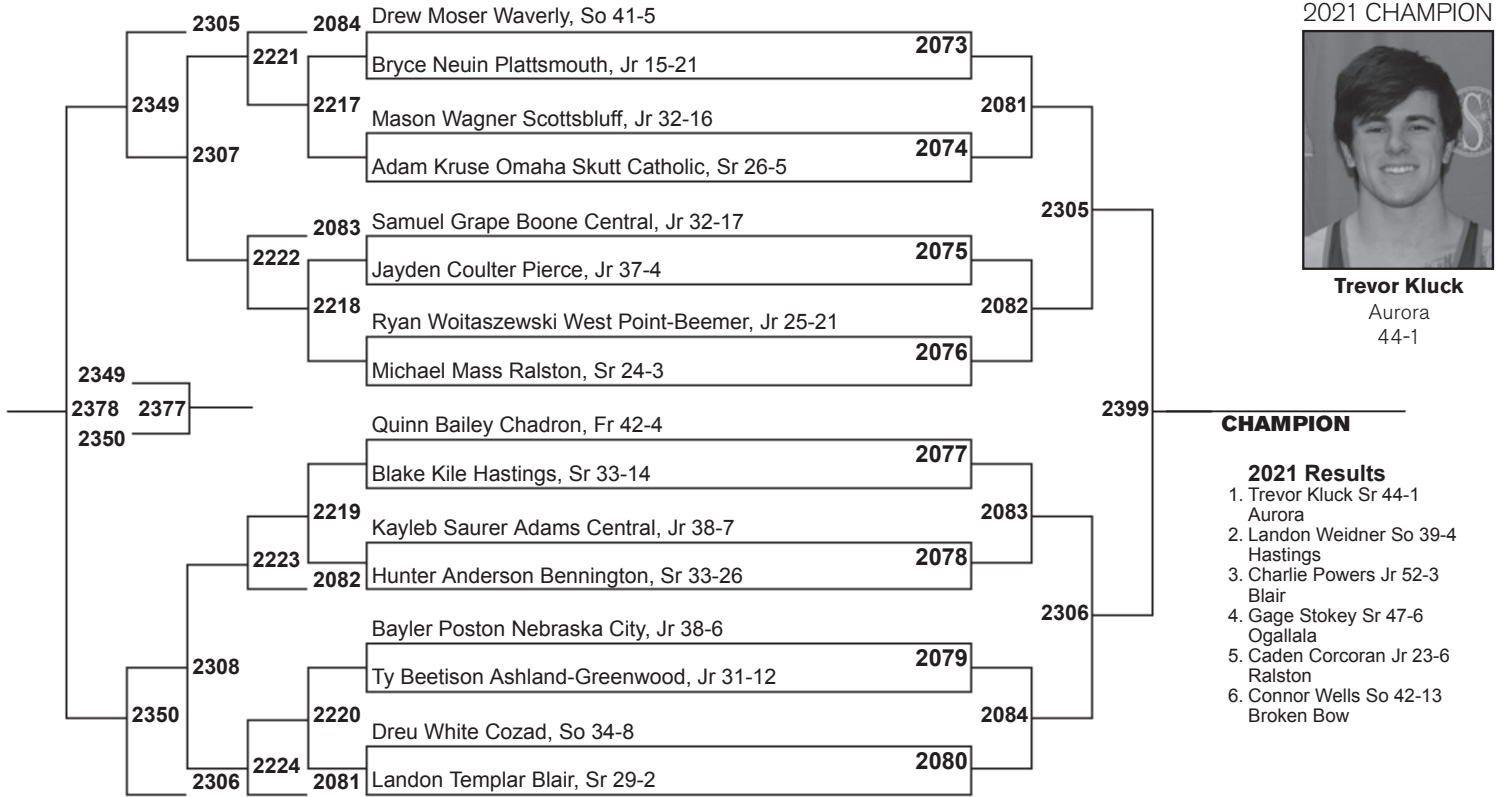 2305
2084
Drew Moser Waverly, So 41-5
2073
2221
Bryce Neuin Plattsmouth, Jr 15-21
2349
2217
2081
Mason Wagner Scottsbluff, Jr 32-16
2074
2307
Adam Kruse Omaha Skutt Catholic, Sr 26-5
2305
2083
Samuel Grape Boone Central, Jr 32-17
2075
2222
Jayden Coulter Pierce, Jr 37-4
2218
2082
Ryan Woitaszewski West Point-Beemer, Jr 25-21
2076
Michael Mass Ralston, Sr 24-3
2349
2378
2377
2350
2399
CHAMPION
Quinn Bailey Chadron, Fr 42-4
2077
Blake Kile Hastings, Sr 33-14
2219
2083
Kayleb Saurer Adams Central, Jr 38-7
2078
2223
2082
Hunter Anderson Bennington, Sr 33-26
2306
Bayler Poston Nebraska City, Jr 38-6
2079
2308
Ty Beetison Ashland-Greenwood, Jr 31-12
2350
2220
2084
Dreu White Cozad, So 34-8
2080
2224
2306
2081
Landon Templar Blair, Sr 29-2
2021 CHAMPION
S
Trevor Kluck
Aurora
44-1
2021 Results
1. Trevor Kluck Sr 44-1
Aurora
2. Landon Weidner So 39-4
Hastings
3. Charlie Powers Jr 52-3
Blair
4. Gage Stokey Sr 47-6
Ogallala
5. Caden Corcoran Jr 23-6
Ralston
6. Connor Wells So 42-13
Broken Bow